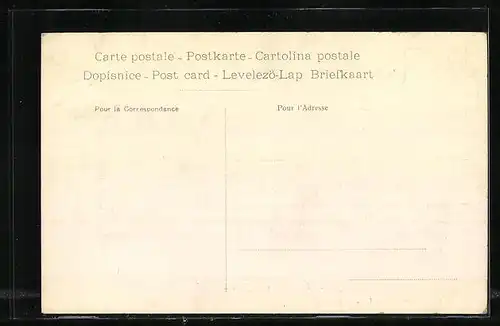 Carte postale - Postkarte - Cartolina postale
Dopisnice - Post card - Levelező-Lap Briefkaart
Pour la Correspondance
Pour l'Adresse